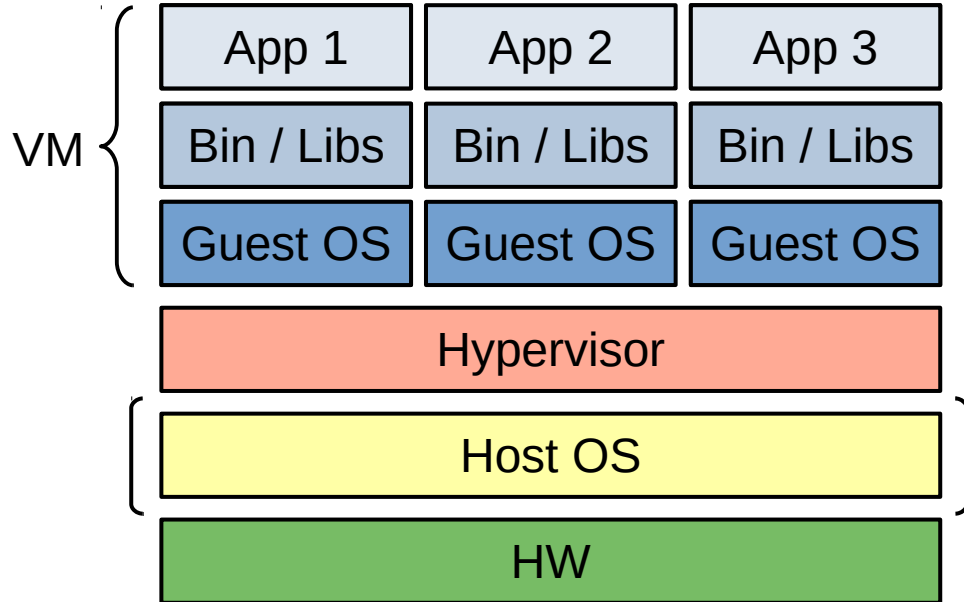 App 1 App 2 App 3
VM
Bin / Libs Bin / Libs Bin / Libs
Guest OS Guest OS Guest OS
Hypervisor
Host OS
HW